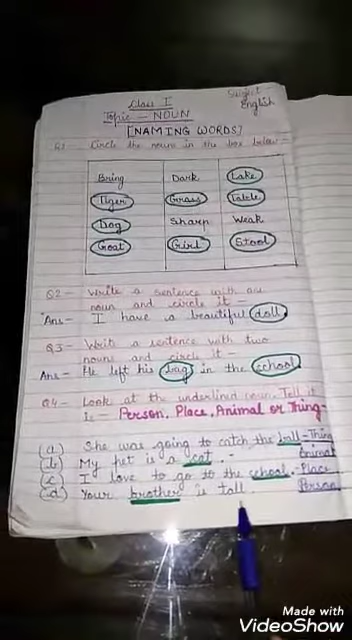 Class I
Subject English
Topic - NOUN
[NAMING WORDS]
Q1 - Circle the noun in the box below
Bring Dark Lake
Tiger Grass Table
Dog Sharp Weak
Goat Girl Stool
Q2 - Write a sentence with one
noun and circle it -
Ans - I have a beautiful doll.
Q3 - Write a sentence with two
nouns and circle it -
Ans - He left his bag in the school.
Q4 - Look at the underlined noun. Tell it
is - Person, Place, Animal or Thing -
(a) She was going to catch the ball - Thing
(b) My pet is a cat. - Animal
(c) I love to go to the school. - Place
(d) Your brother is tall. Person
Made with
VideoShow